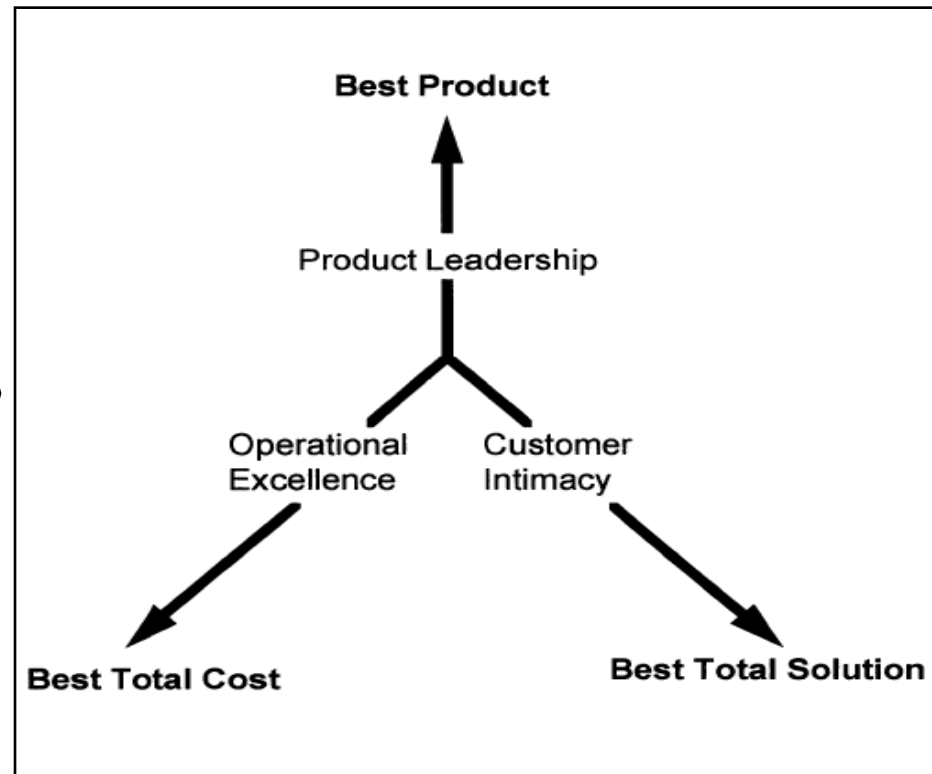 Best Product
Product Leadership
Operational
Excellence
Customer
Intimacy
Best Total Cost
Best Total Solution